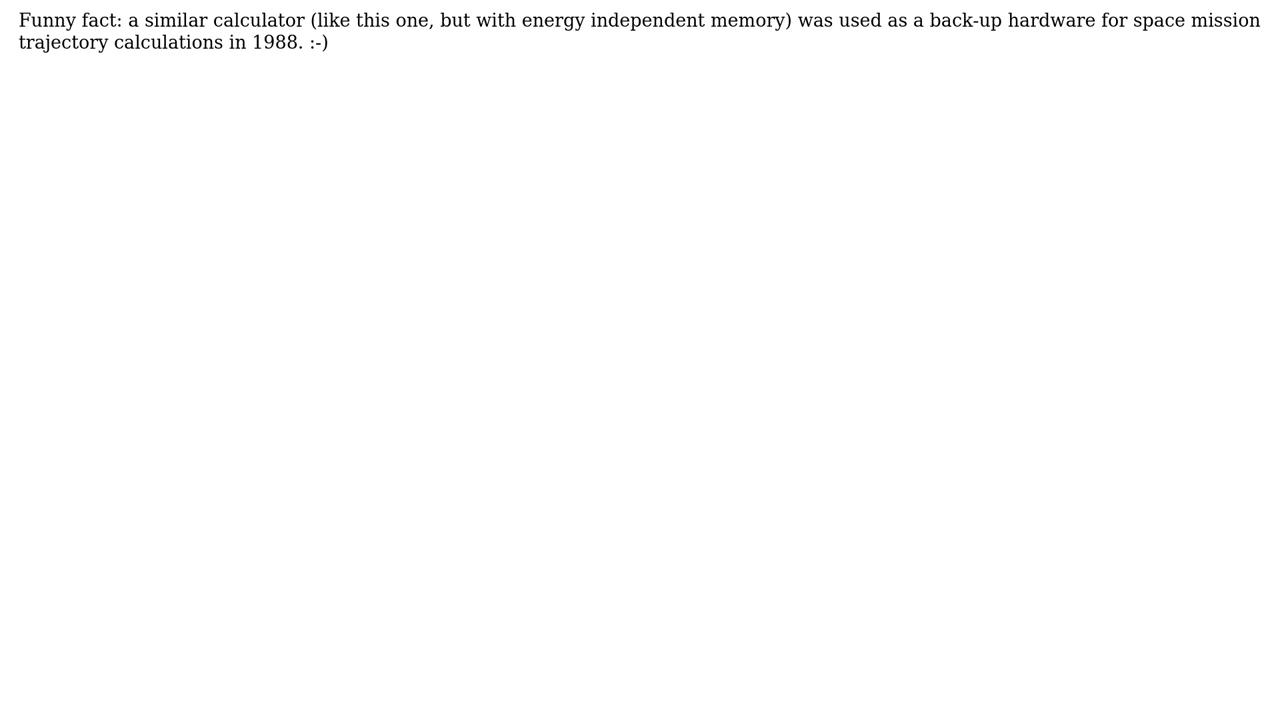 Funny fact: a similar calculator (like this one, but with energy independent memory) was used as a back-up hardware for space mission
trajectory calculations in 1988. :-)